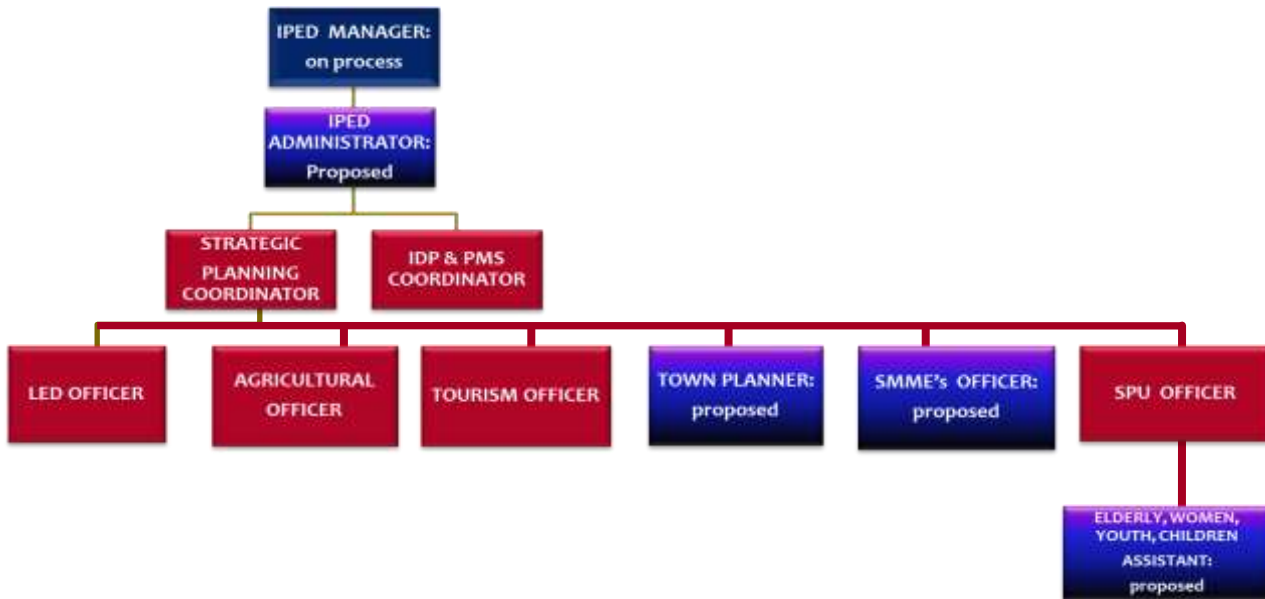 IPED MANAGER:
on process
IPED
ADMINISTRATOR:
Proposed
STRATEGIC
PLANNING
COORDINATOR
IDP & PMS
COORDINATOR
LED OFFICER
AGRICULTURAL
OFFICER
TOURISM OFFICER
TOWN PLANNER:
proposed
SMME's OFFICER:
proposed
SPU OFFICER
ELDERLY, WOMEN,
YOUTH, CHILDREN
ASSISTANT:
proposed